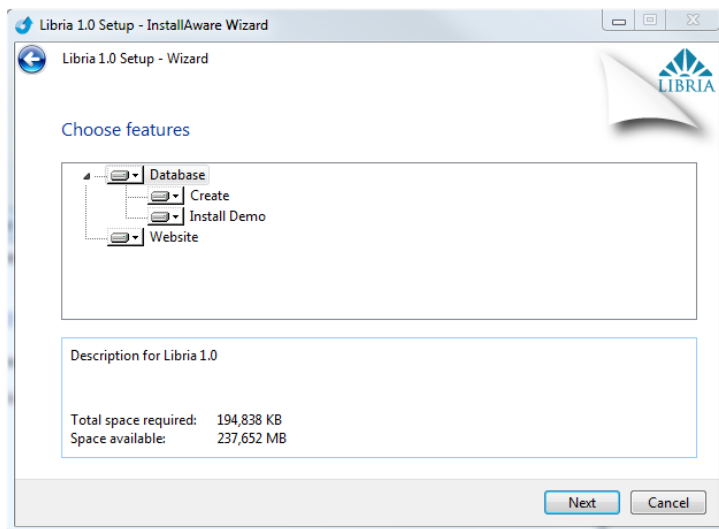 Libria 1.0 Setup - InstallAware Wizard
Libria 1.0 Setup - Wizard
LIBRIA
Choose features
Database
Create
Install Demo
Website
Description for Libria 1.0
Total space required: 194,838 KB
Space available: 237,652 MB
Next Cancel